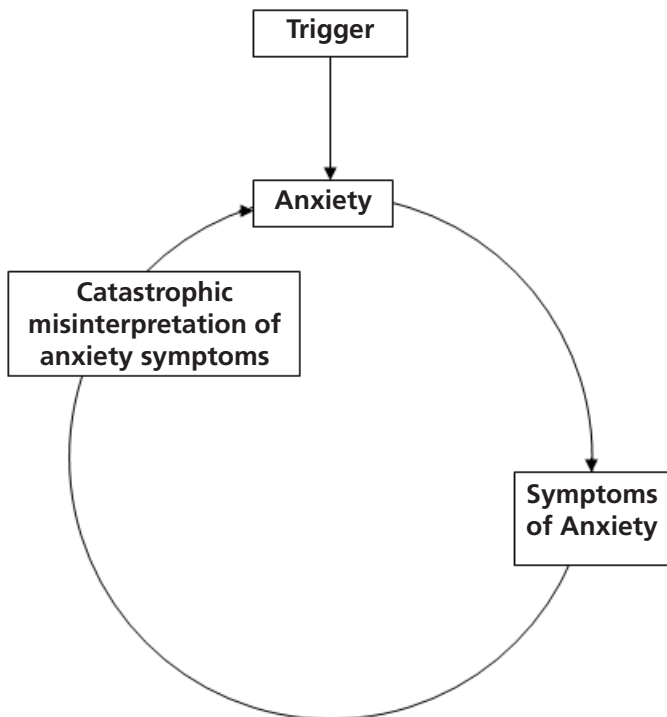 Trigger
Anxiety
Catastrophic
misinterpretation of
anxiety symptoms
Symptoms
of Anxiety